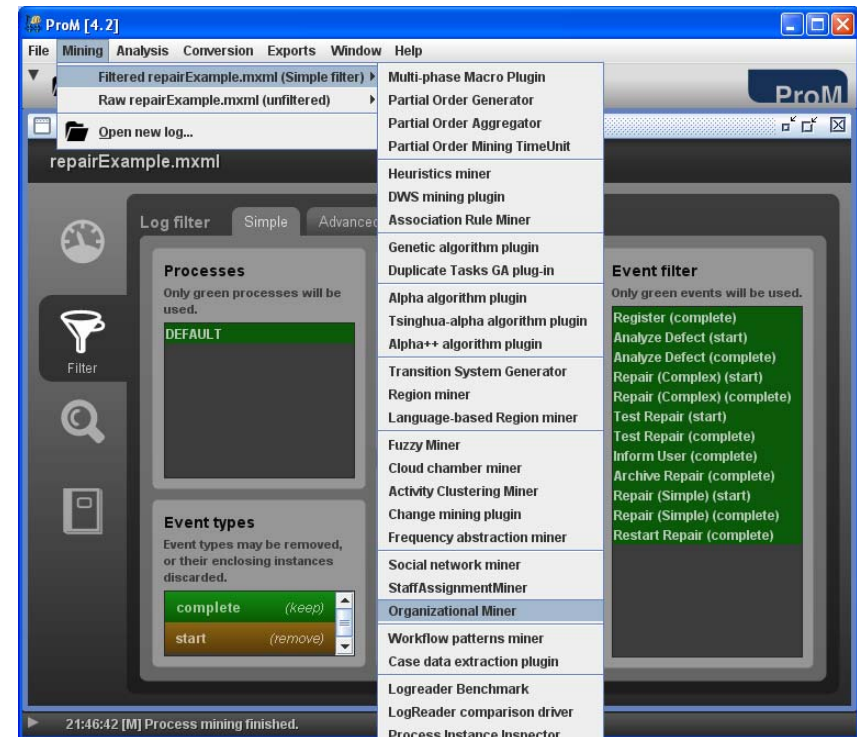 ProM [4.2]
File Mining Analysis Conversion Exports Window Help
Filtered repairExample.mxml (Simple filter)
Raw repairExample.mxml (unfiltered)
Open new log...
ProM
repairExample.mxml
Multi-phase Macro Plugin
Partial Order Generator
Partial Order Aggregator
Partial Order Mining TimeUnit
Heuristics miner
DWS mining plugin
Association Rule Miner
Genetic algorithm plugin
Duplicate Tasks GA plug-in
Alpha algorithm plugin
Tsinghua-alpha algorithm plugin
Alpha++ algorithm plugin
Transition System Generator
Region miner
Language-based Region miner
Fuzzy Miner
Cloud chamber miner
Activity Clustering Miner
Change mining plugin
Frequency abstraction miner
Social network miner
StaffAssignmentMiner
Organizational Miner
Workflow patterns miner
Case data extraction plugin
Logreader Benchmark
LogReader comparison driver
Process Instance Inspector
Filter
Log filter Simple Advanced
Processes
Only green processes will be
used.
DEFAULT
Event types
Event types may be removed,
or their enclosing instances
discarded.
complete (keep)
start (remove)
Event filter
Only green events will be used.
Register (complete)
Analyze Defect (start)
Analyze Defect (complete)
Repair (Complex) (start)
Repair (Complex) (complete)
Test Repair (start)
Test Repair (complete)
Inform User (complete)
Archive Repair (complete)
Repair (Simple) (start)
Repair (Simple) (complete)
Restart Repair (complete)
21:46:42 [M] Process mining finished.